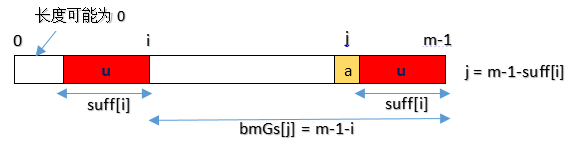 长度可能为 0
0 i j m-1
u a u j = m-1-suff[i]
suff[i] suff[i]
bmGs[j] = m-1-i